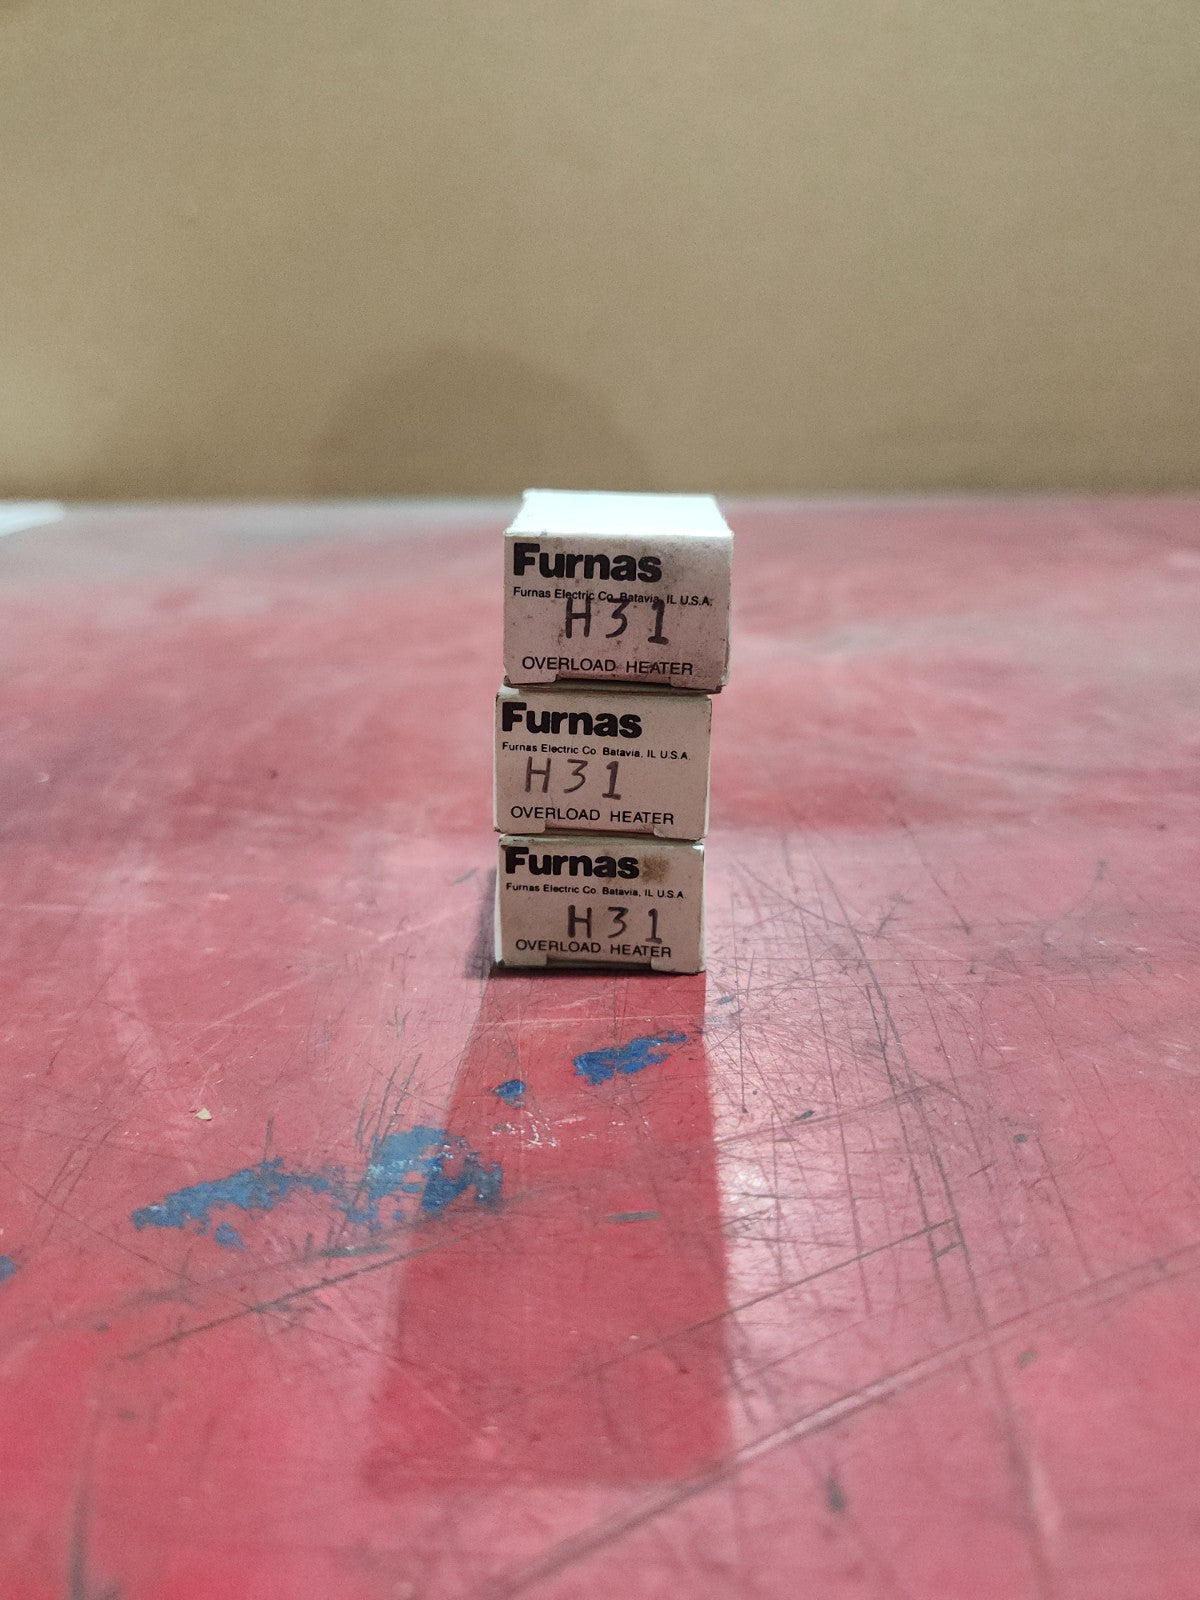 Furnas
Furnas Electric Co. Batavia, IL U.S.A.
H31
OVERLOAD HEATER
Furnas
Furnas Electric Co. Batavia, IL U.S.A.
H31
OVERLOAD HEATER
Furnas
Furnas Electric Co. Batavia, IL U.S.A.
H31
OVERLOAD HEATER